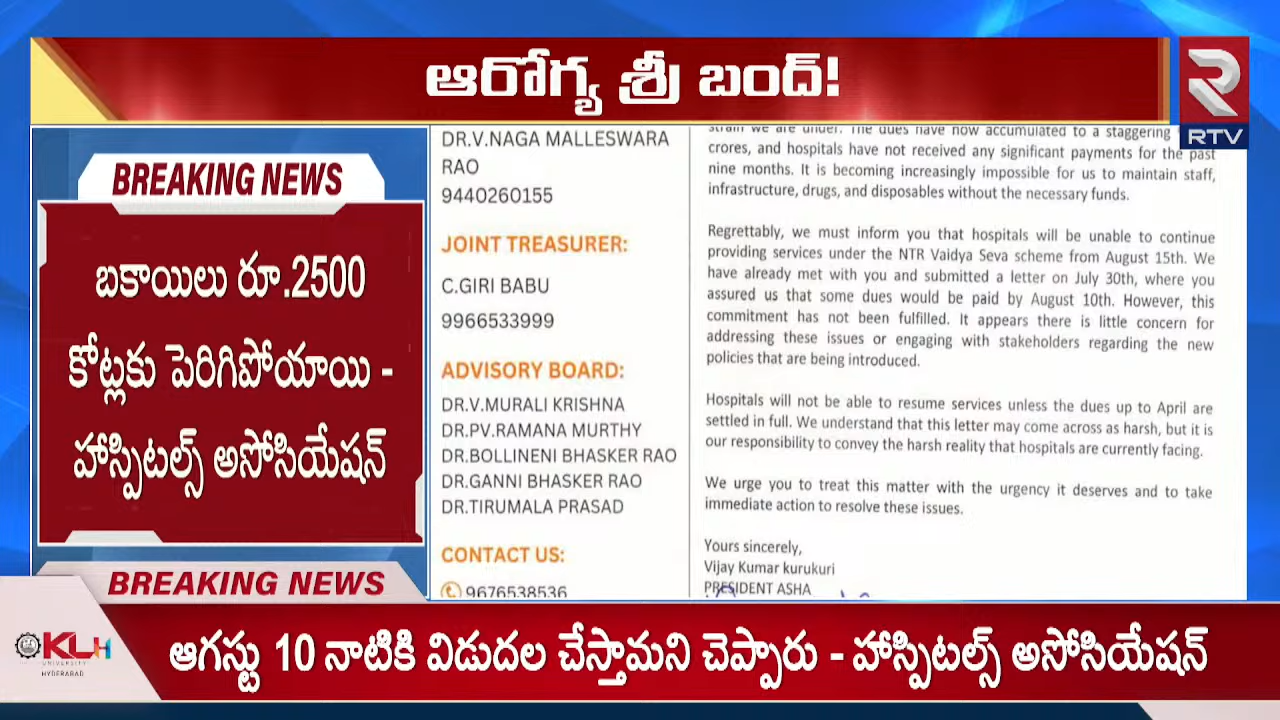 ఆరోగ్య శ్రీ బంద్!
RTV
BREAKING NEWS
బకాయిలు రూ.2500
కోట్లకు పెరిగిపోయాయి -
హాస్పిటల్స్ అసోసియేషన్
DR.V.NAGA MALLESWARA
RAO
9440260155
JOINT TREASURER:
C.GIRI BABU
9966533999
ADVISORY BOARD:
DR.V.MURALI KRISHNA
DR.PV.RAMANA MURTHY
DR.BOLLINENI BHASKER RAO
DR.GANNI BHASKER RAO
DR.TIRUMALA PRASAD
CONTACT US:
9676538536
strain we are under. The dues have now accumulated to a staggering
crores, and hospitals have not received any significant payments for the past
nine months. It is becoming increasingly impossible for us to maintain staff,
infrastructure, drugs, and disposables without the necessary funds.
Regrettably, we must inform you that hospitals will be unable to continue
providing services under the NTR Vaidya Seva scheme from August 15th. We
have already met with you and submitted a letter on July 30th, where you
assured us that some dues would be paid by August 10th. However, this
commitment has not been fulfilled. It appears there is little concern for
addressing these issues or engaging with stakeholders regarding the new
policies that are being introduced.
Hospitals will not be able to resume services unless the dues up to April are
settled in full. We understand that this letter may come across as harsh, but it is
our responsibility to convey the harsh reality that hospitals are currently facing.
We urge you to treat this matter with the urgency it deserves and to take
immediate action to resolve these issues.
Yours sincerely,
Vijay Kumar kurukuri
PRESIDENT ASHA
BREAKING NEWS
KLH
UNIVERSITY
HYDERABAD
ఆగస్టు 10 నాటికి విడుదల చేస్తామని చెప్పారు - హాస్పిటల్స్ అసోసియేషన్